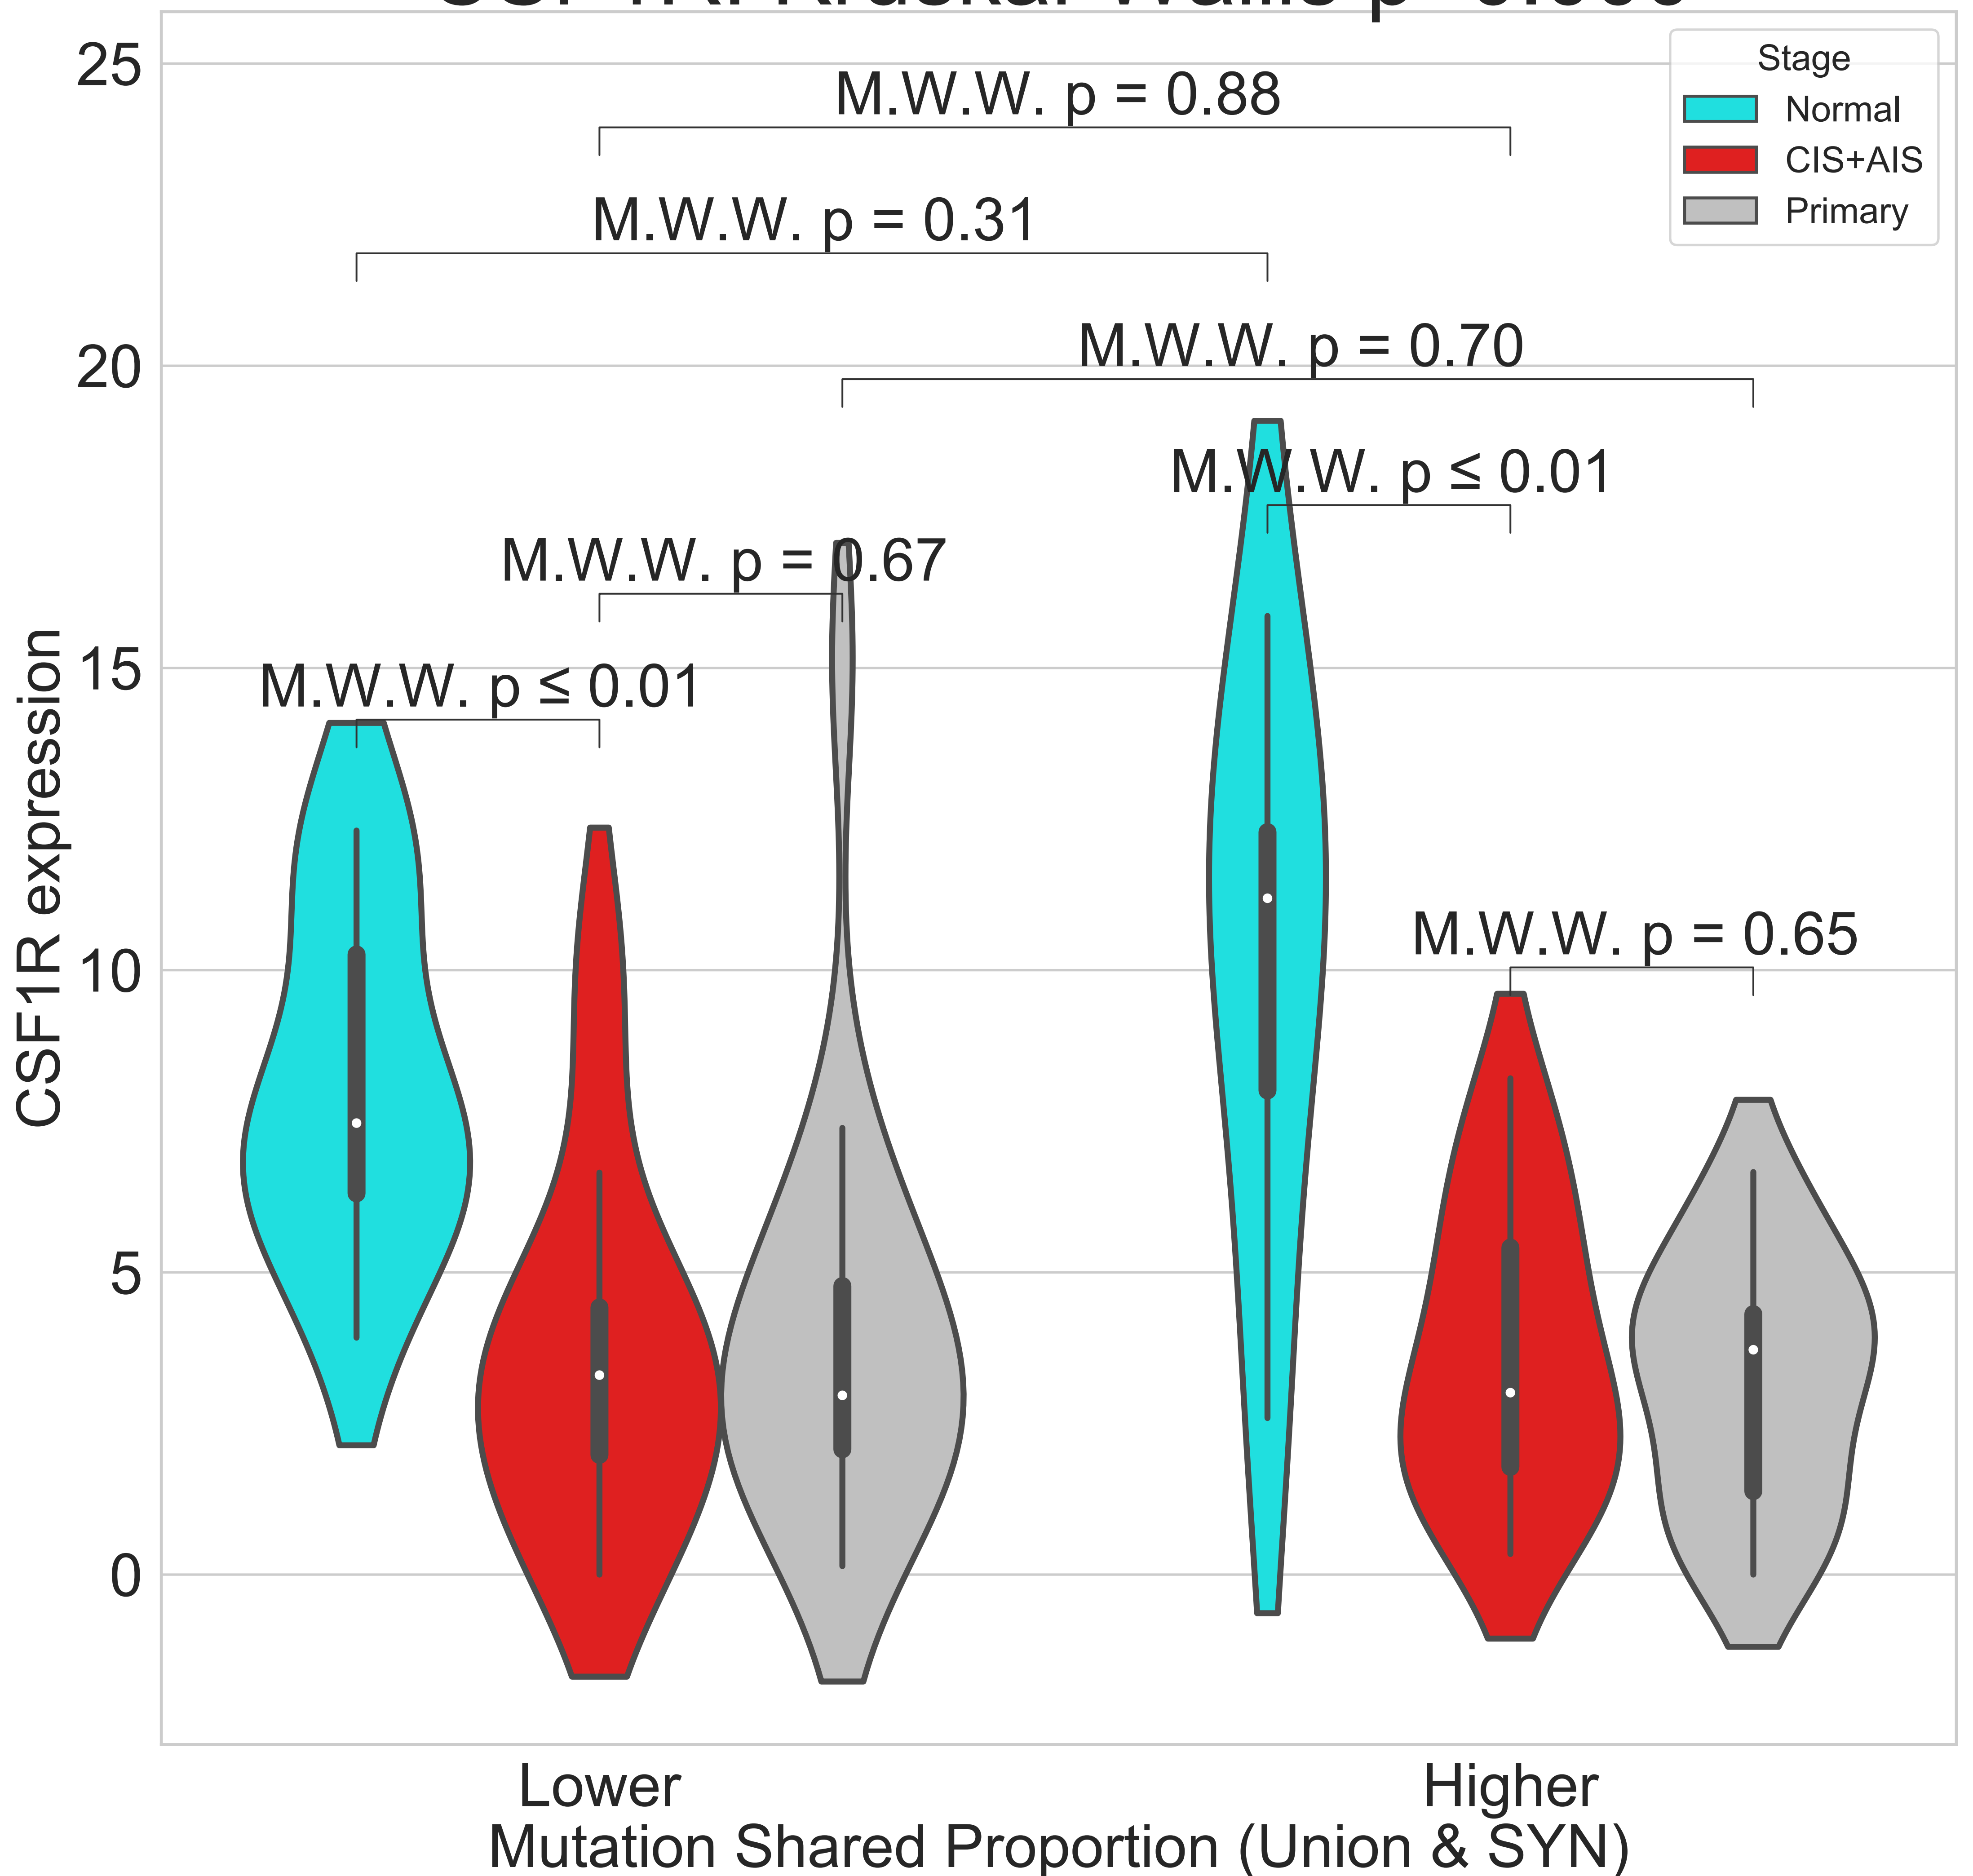 25
20
15
10
5
0
CSF1R expression
M.W.W. p = 0.88
M.W.W. p = 0.31
M.W.W. p = 0.70
M.W.W. p ≤ 0.01
M.W.W. p = 0.67
M.W.W. p ≤ 0.01
M.W.W. p = 0.65
Stage
Normal
CIS+AIS
Primary
Lower
Higher
Mutation Shared Proportion (Union & SYN)